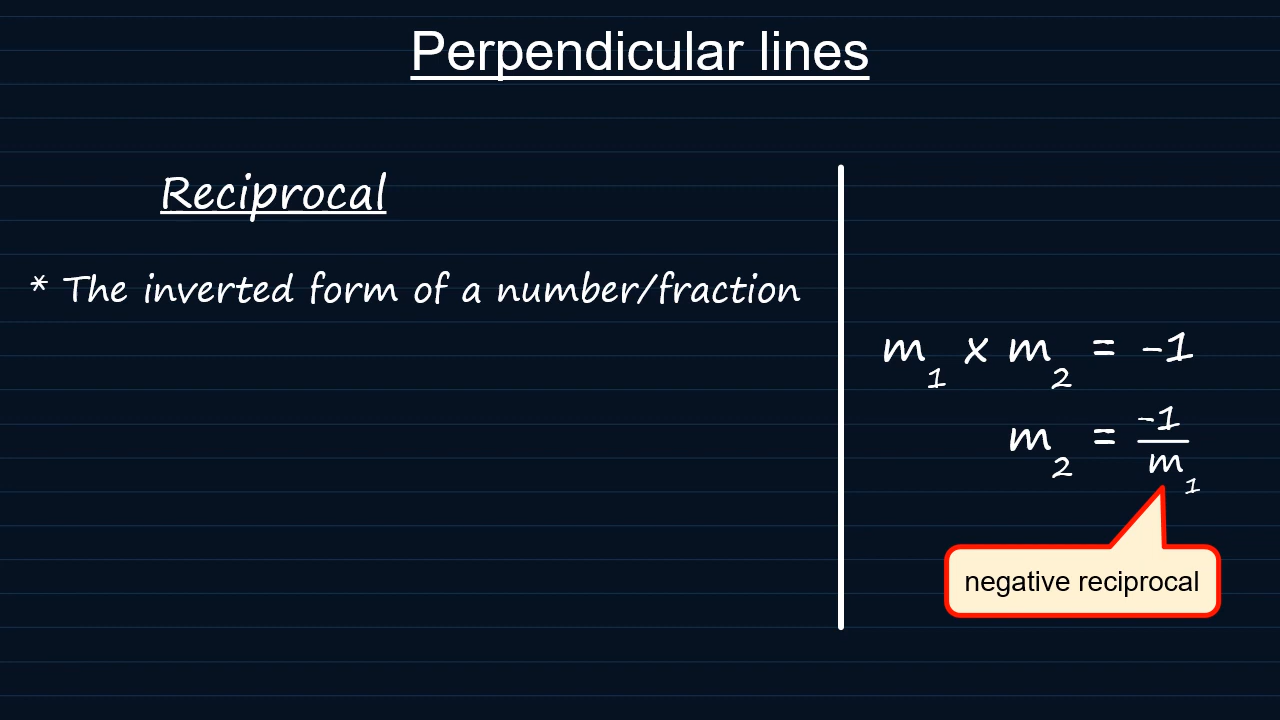 Perpendicular lines
Reciprocal
* The inverted form of a number/fraction
m₁ x m₂ = -1
m₂ = -1/m₁
negative reciprocal